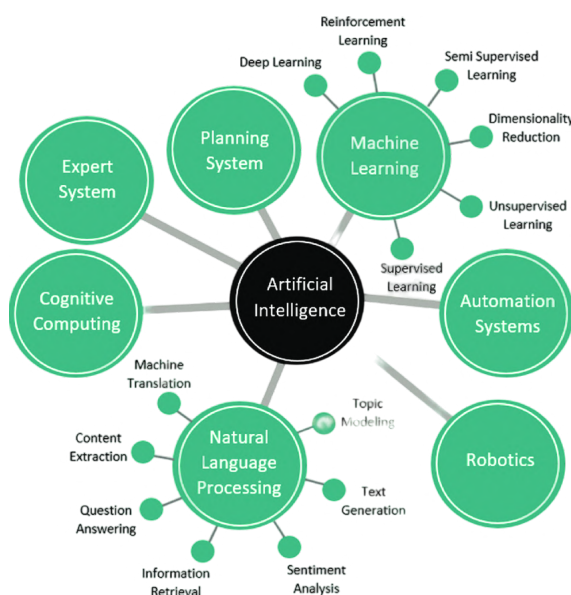 Reinforcement
Learning
Deep Learning
Semi Supervised
Learning
Dimensionality
Reduction
Machine
Learning
Unsupervised
Learning
Supervised
Learning
Planning
System
Expert
System
Artificial
Intelligence
Cognitive
Computing
Automation
Systems
Machine
Translation
Topic
Modeling
Content
Extraction
Natural
Language
Processing
Robotics
Text
Generation
Question
Answering
Information
Retrieval
Sentiment
Analysis